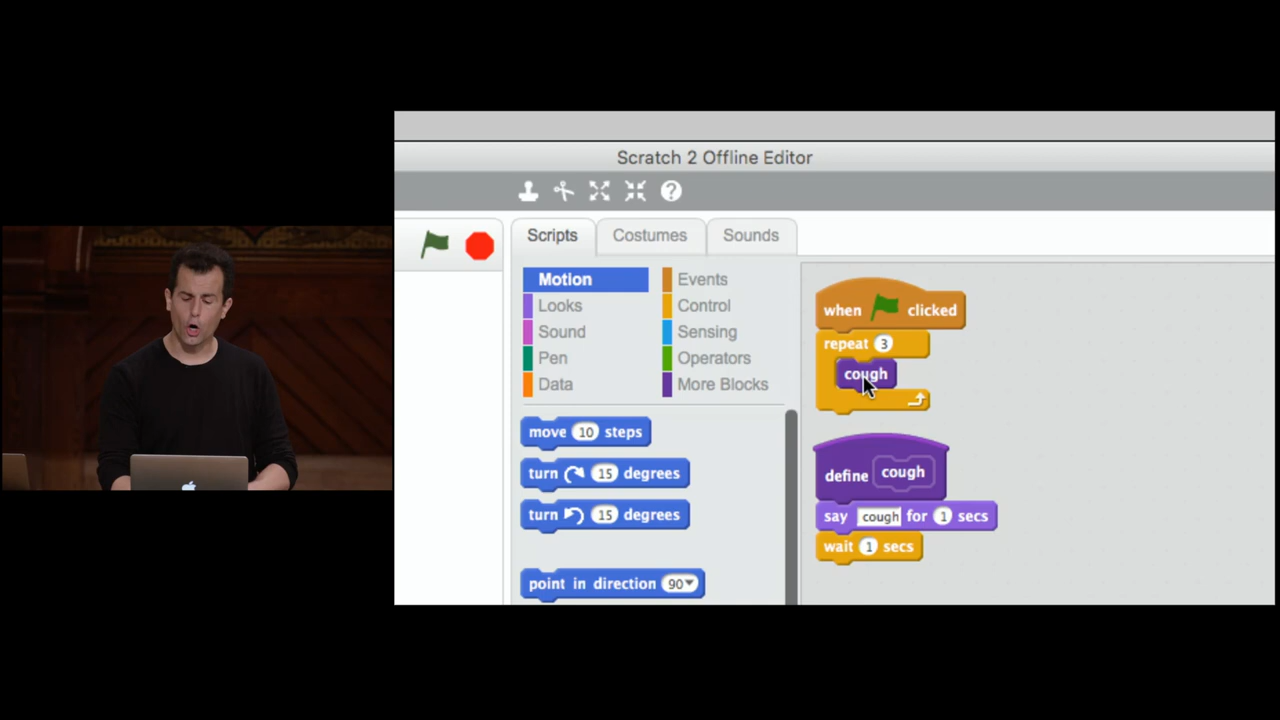 Scratch 2 Offline Editor
?
Scripts
Costumes
Sounds
Motion
Events
Looks
Control
Sound
Sensing
Pen
Operators
Data
More Blocks
move 10 steps
turn 15 degrees
turn 15 degrees
point in direction 90▾
when clicked
repeat 3
cough
define cough
say cough for 1 secs
wait 1 secs